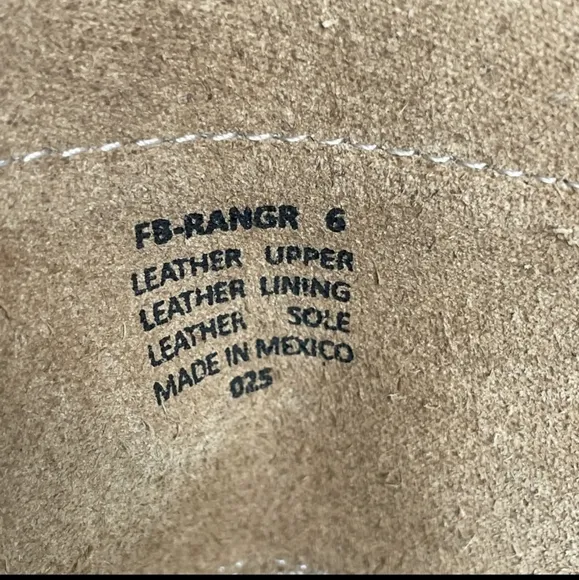 FB-RANGR 6
LEATHER UPPER
LEATHER LINING
LEATHER SOLE
MADE IN MEXICO
025